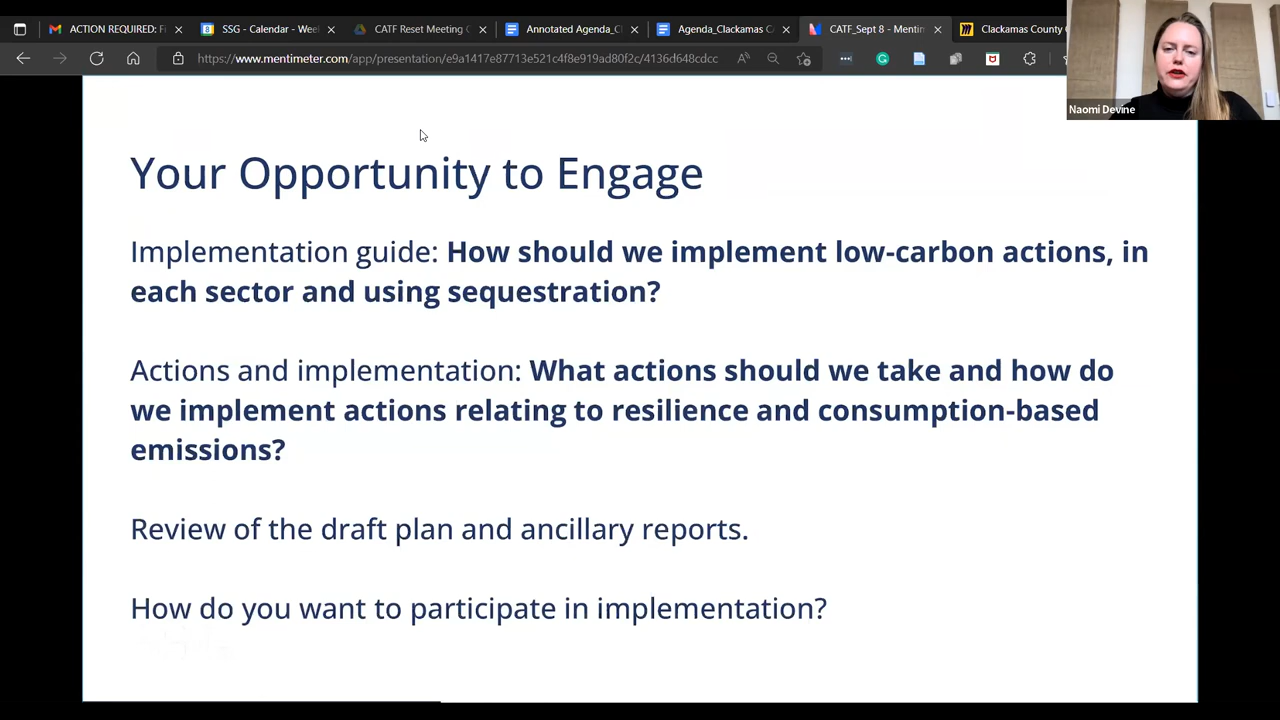 ACTION REQUIRED: Fi
SSG - Calendar - Wee
CATF Reset Meeting
Annotated Agenda_C
Agenda_Clackamas C
CATF_Sept 8 - Mentim
Clackamas County
https://www.mentimeter.com/app/presentation/e9a1417e87713e521c4f8e919ad80f2c/4136d648cdcc
Naomi Devine
Your Opportunity to Engage
Implementation guide: How should we implement low-carbon actions, in
each sector and using sequestration?
Actions and implementation: What actions should we take and how do
we implement actions relating to resilience and consumption-based
emissions?
Review of the draft plan and ancillary reports.
How do you want to participate in implementation?